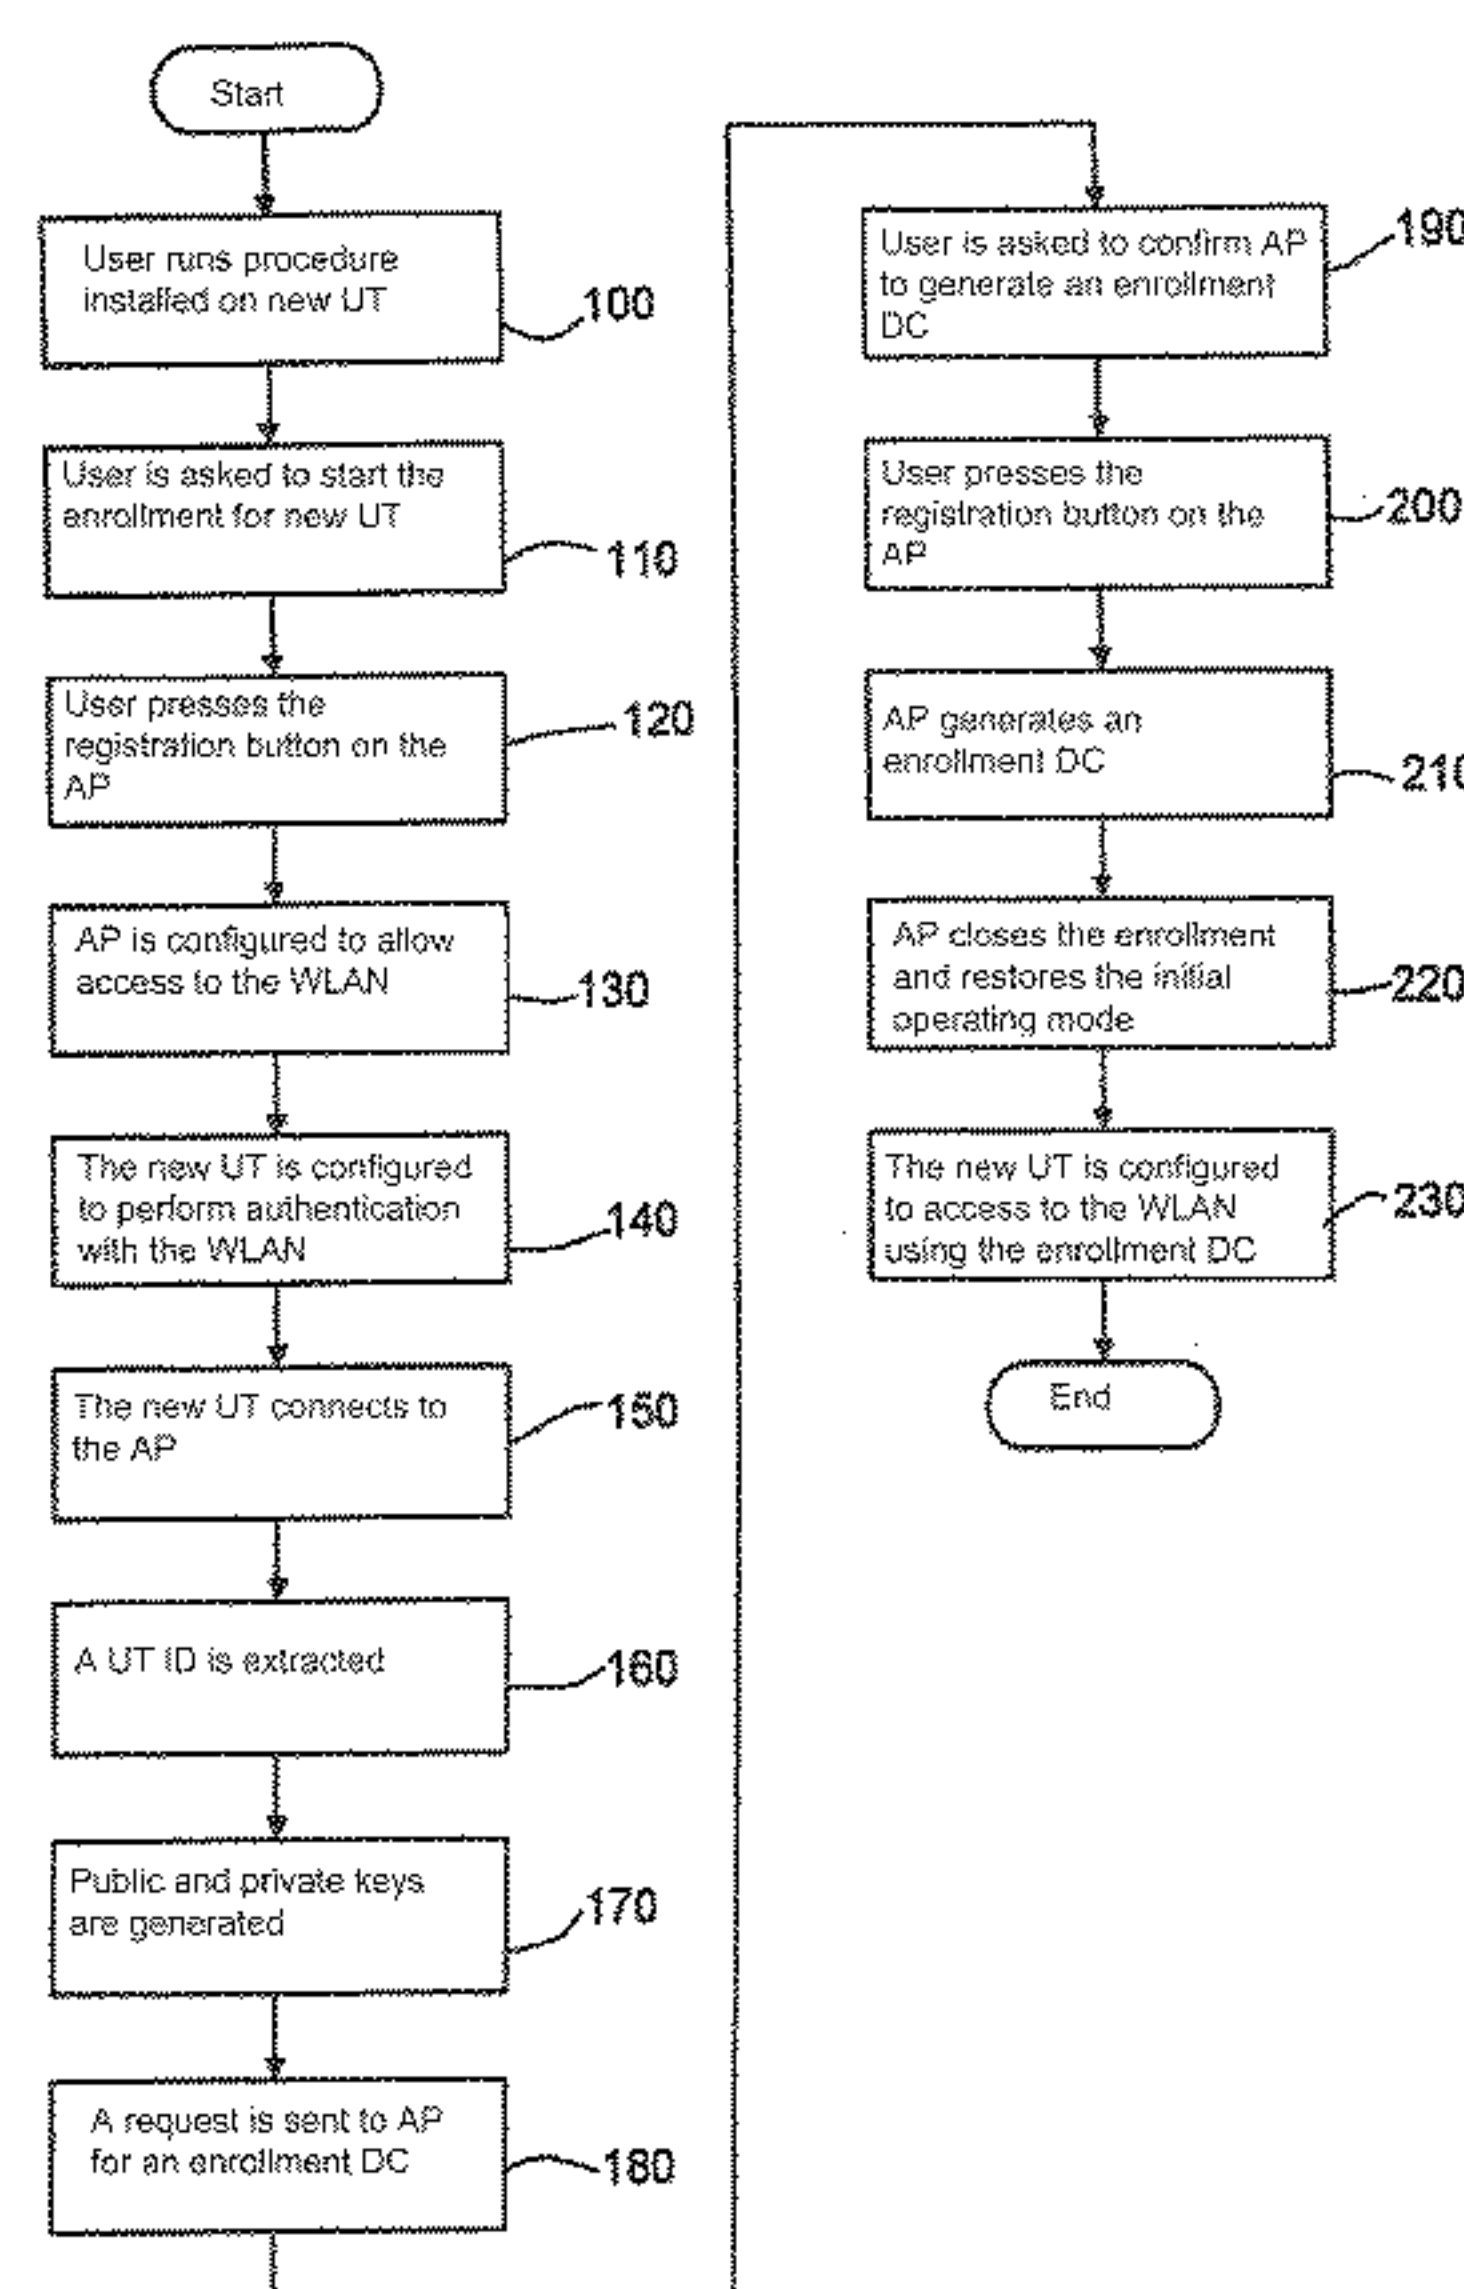 Start
User runs procedure
installed on new UT
100
User is asked to start the
enrollment for new UT
110
User presses the
registration button on the
AP
120
AP is configured to allow
access to the WLAN
130
The new UT is configured
to perform authentication
with the WLAN
140
The new UT connects to
the AP
150
A UT ID is extracted
160
Public and private keys
are generated
170
A request is sent to AP
for an enrollment DC
180
User is asked to confirm AP
to generate an enrollment
DC
190
User presses the
registration button on the
AP
200
AP generates an
enrollment DC
210
AP closes the enrollment
and restores the initial
operating mode
220
The new UT is configured
to access to the WLAN
using the enrollment DC
230
End